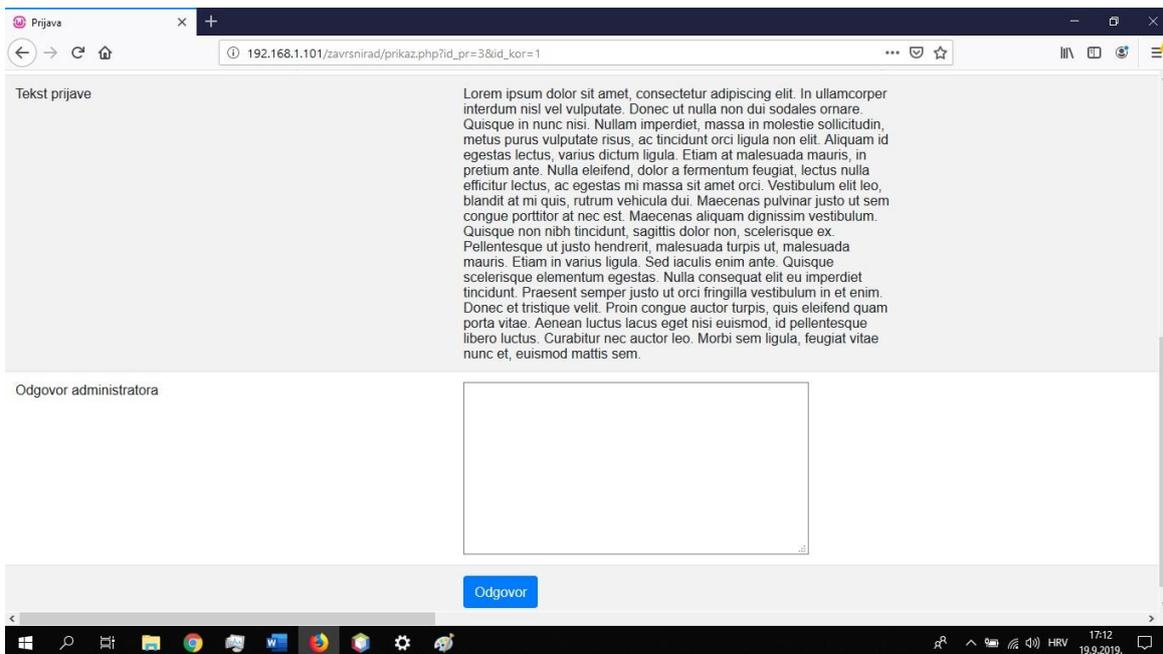 Prijava
192.168.1.101/zavrsnirad/prikaz.php?id_pr=3&id_kor=1
Tekst prijave
Lorem ipsum dolor sit amet, consectetur adipiscing elit. In ullamcorper
interdum nisl vel vulputate. Donec ut nulla non dui sodales ornare.
Quisque in nunc nisi. Nullam imperdiet, massa in molestie sollicitudin,
metus purus vulputate risus, ac tincidunt orci ligula non elit. Aliquam id
egestas lectus, varius dictum ligula. Etiam at malesuada mauris, in
pretium ante. Nulla eleifend, dolor a fermentum feugiat, lectus nulla
efficitur lectus, ac egestas mi massa sit amet orci. Vestibulum elit leo,
blandit at mi quis, rutrum vehicula dui. Maecenas pulvinar justo ut sem
congue porttitor at nec est. Maecenas aliquam dignissim vestibulum.
Quisque non nibh tincidunt, sagittis dolor non, scelerisque ex.
Pellentesque ut justo hendrerit, malesuada turpis ut, malesuada
mauris. Etiam in varius ligula. Sed iaculis enim ante. Quisque
scelerisque elementum egestas. Nulla consequat elit eu imperdiet
tincidunt. Praesent semper justo ut orci fringilla vestibulum in et enim.
Donec et tristique velit. Proin congue auctor turpis, quis eleifend quam
porta vitae. Aenean luctus lacus eget nisi euismod, id pellentesque
libero luctus. Curabitur nec auctor leo. Morbi sem ligula, feugiat vitae
nunc et, euismod mattis sem.
Odgovor administratora
Odgovor
HRV
17:12
19.9.2019.